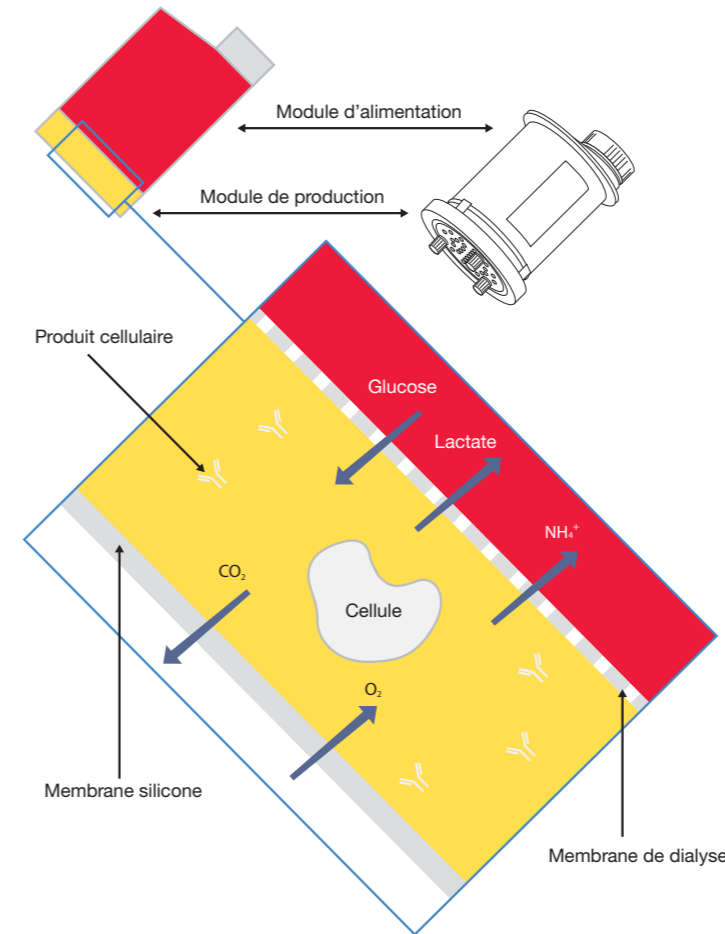 Module d’alimentation
Module de production
Produit cellulaire
Glucose
Lactate
NH₄⁺
CO₂
Cellule
O₂
Membrane silicone
Membrane de dialyse